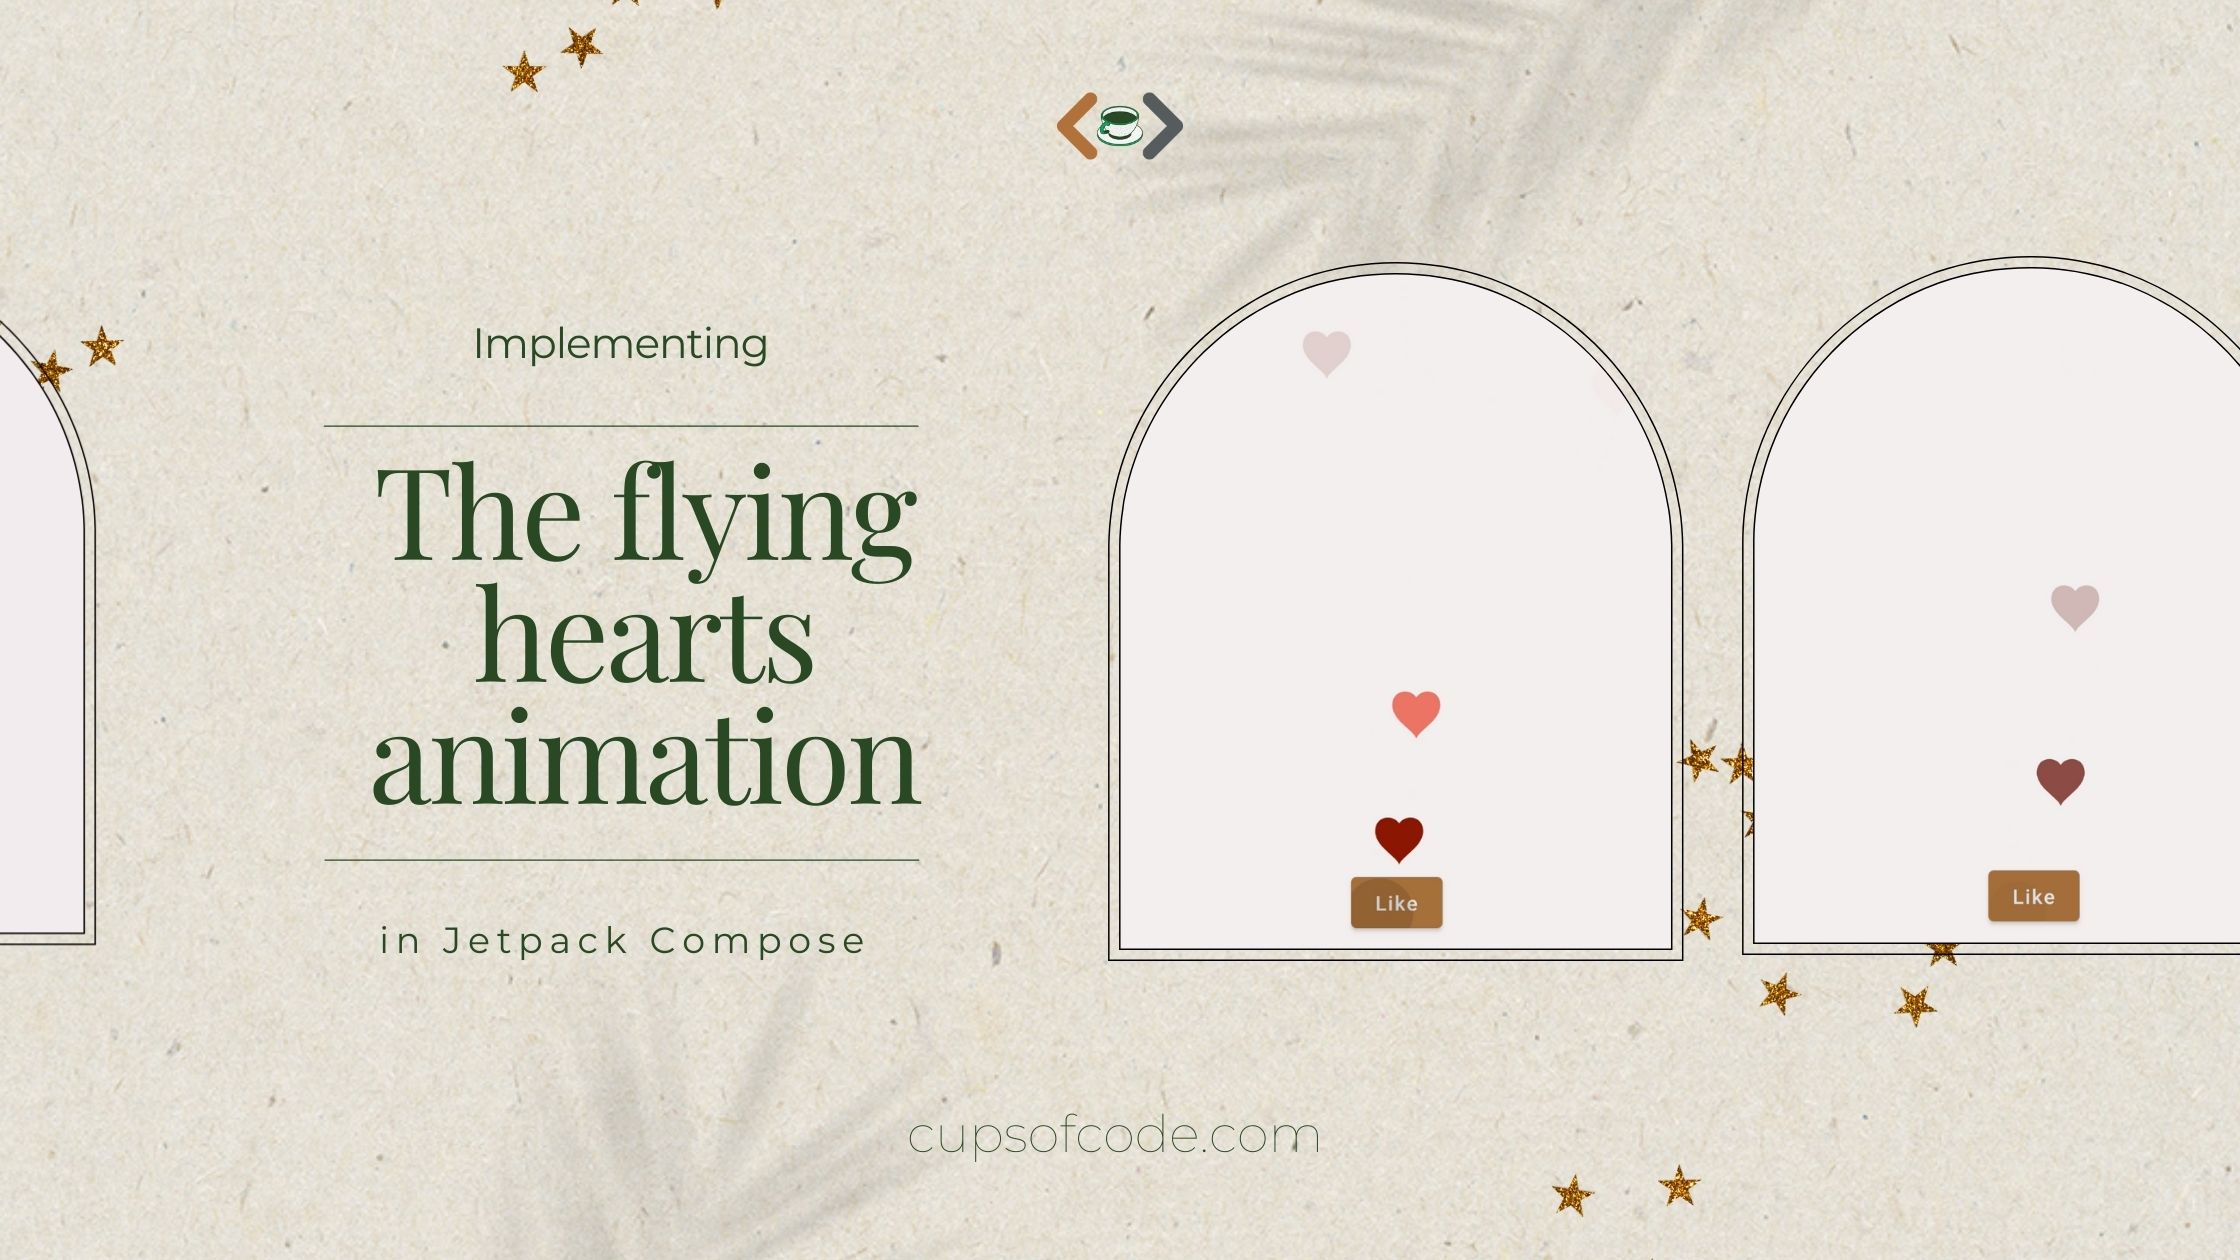 Implementing
The flying
hearts
animation
in Jetpack Compose
Like
Like
cupsofcode.com